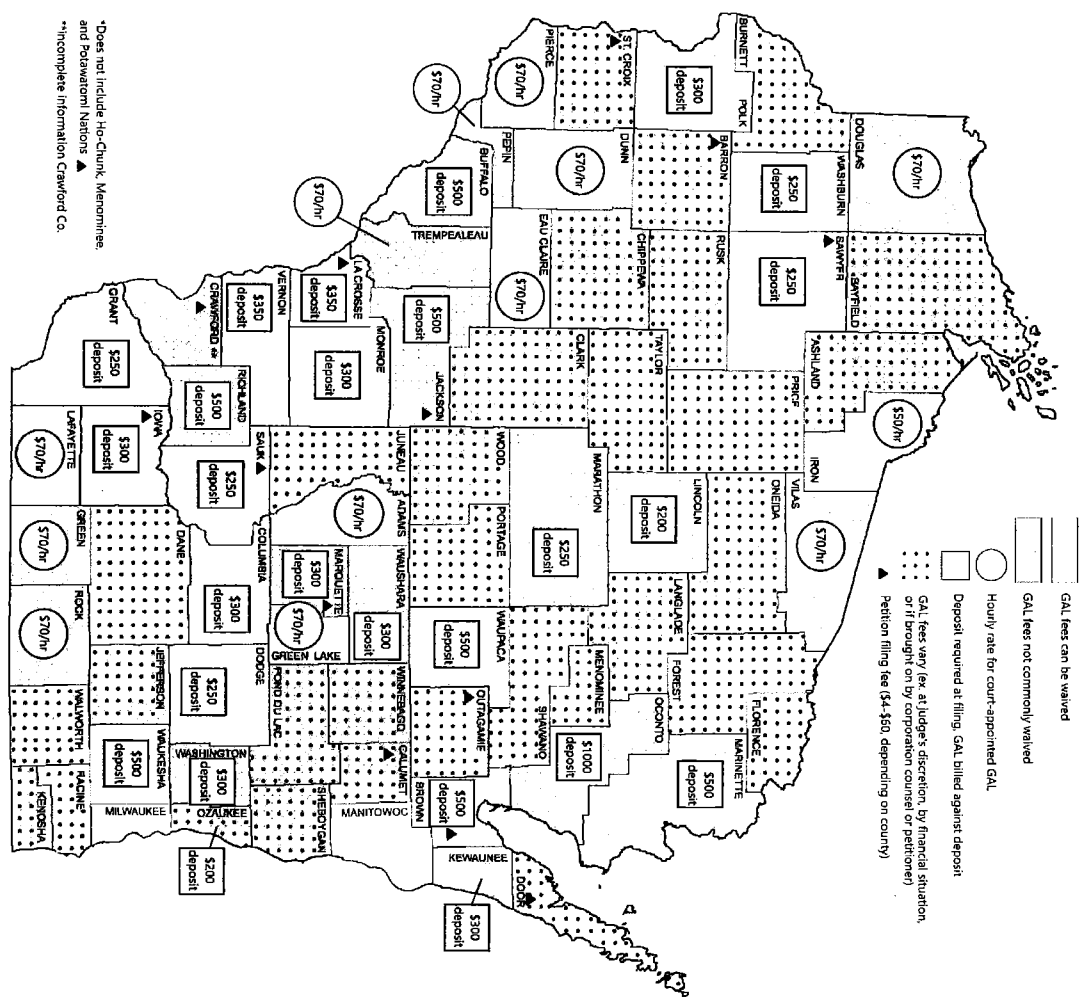 GAL fees can be waived
GAL fees not commonly waived
Hourly rate for court-appointed GAL
Deposit required at filing, GAL billed against deposit
GAL fees vary (ex. at judge's discretion, by financial situation,
or if brought by corporation counsel or petitioner)
Petition filing fee ($4-$60, depending on county)
DOUGLAS
$70/hr
BAYFIELD
*ASHLAND
IRON
$50/hr
VILAS
$70/hr
BURNETT
WASHBURN
$250
deposit
SAWYER
$250
deposit
PRICE
ONEIDA
FLORENCE
FOREST
MARINETTE
$500
deposit
POLK
$300
deposit
BARRON
RUSK
LINCOLN
$200
deposit
LANGLADE
OCONTO
$1000
deposit
ST. CROIX
DUNN
$70/hr
CHIPPEWA
TAYLOR
MARATHON
$250
deposit
MENOMINEE
SHAWANO
PIERCE
$70/hr
PEPIN
$70/hr
EAU CLAIRE
$70/hr
CLARK
WOOD
PORTAGE
WAUPACA
$500
deposit
OUTAGAMIE
BROWN
$500
deposit
KEWAUNEE
$300
deposit
DOOR
BUFFALO
$500
deposit
TREMPEALEAU
$70/hr
JACKSON
$500
deposit
LA CROSSE
$350
deposit
MONROE
$300
deposit
JUNEAU
ADAMS
$70/hr
WAUSHARA
$300
deposit
WINNEBAGO
CALUMET
MANITOWOC
VERNON
$350
deposit
MARQUETTE
$300
deposit
GREEN LAKE
$70/hr
FOND DU LAC
SHEBOYGAN
CRAWFORD **
RICHLAND
$500
deposit
SAUK
$250
deposit
COLUMBIA
$300
deposit
DODGE
$250
deposit
WASHINGTON
$300
deposit
OZAUKEE
$200
deposit
GRANT
$250
deposit
IOWA
$300
deposit
DANE
JEFFERSON
WAUKESHA
$500
deposit
MILWAUKEE
LAFAYETTE
$70/hr
GREEN
$70/hr
ROCK
$70/hr
WALWORTH
RACINE
KENOSHA
*Does not include Ho-Chunk, Menominee,
and Potawatomi Nations
**Incomplete information Crawford Co.